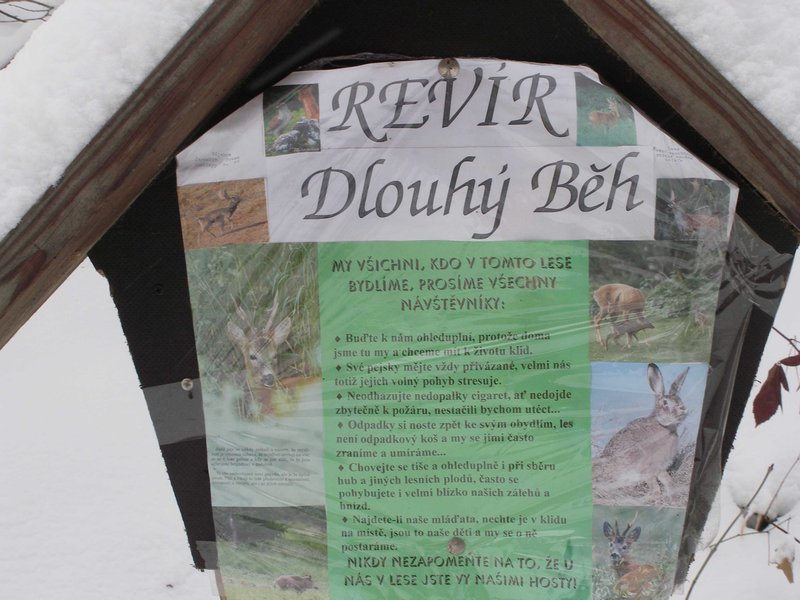 REVÍR
Dlouhý Běh
MY VŠICHNI, KDO V TOMTO LESE
BYDLÍME, PROSÍME VŠECHNY
NÁVŠTĚVNÍKY:
♦ Buďte k nám ohleduplní, protože doma
jsme tu my a chceme mít k životu klid.
♦ Své pejsky mějte vždy přivázané, velmi nás
totiž jejich volný pohyb stresuje.
♦ Neodhazujte nedopalky cigaret, ať nedojde
zbytečně k požáru, nestačili bychom utéct...
♦ Odpadky si noste zpět ke svým obydlím, les
není odpadkový koš a my se jimi často
zraníme a umíráme...
♦ Chovejte se tiše a ohleduplně i při sběru
hub a jiných lesních plodů, často se
pohybujete i velmi blízko našich zálehů a
hnízd.
♦ Najdete-li naše mláďata, nechte je v klidu
na místě, jsou to naše děti a my se o ně
postaráme.
NIKDY NEZAPOMEŇTE NA TO, ŽE U
NÁS V LESE JSTE VY NAŠIMI HOSTY!